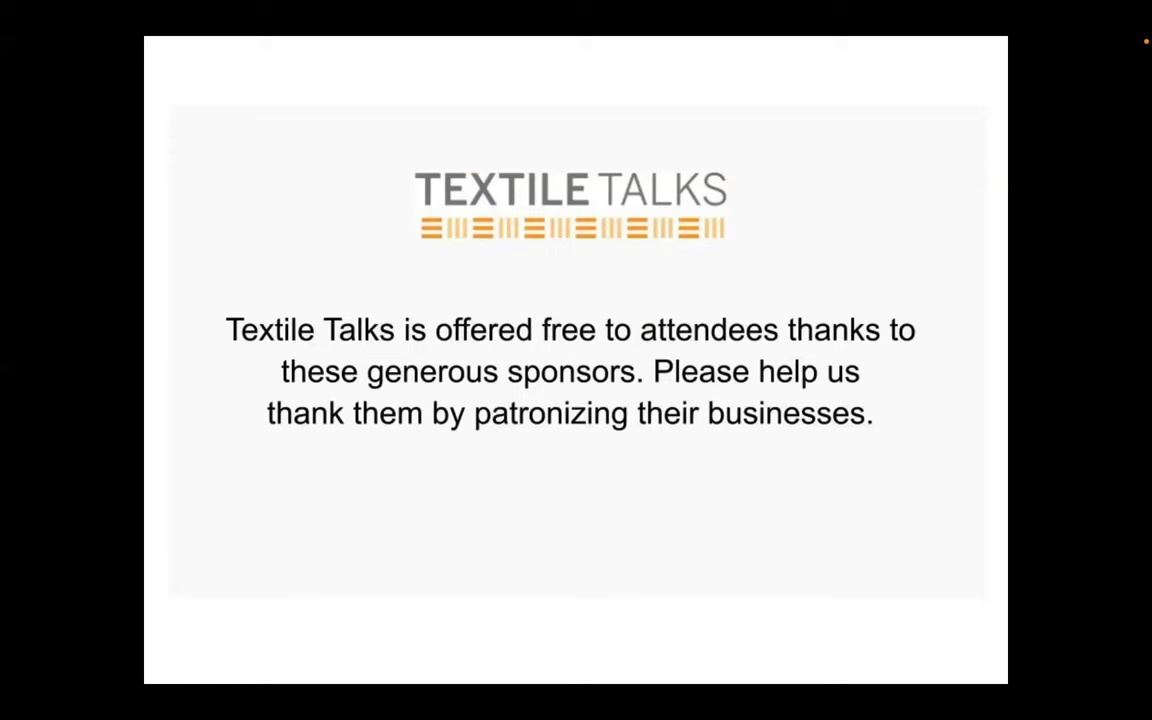 TEXTILE TALKS
Textile Talks is offered free to attendees thanks to
these generous sponsors. Please help us
thank them by patronizing their businesses.